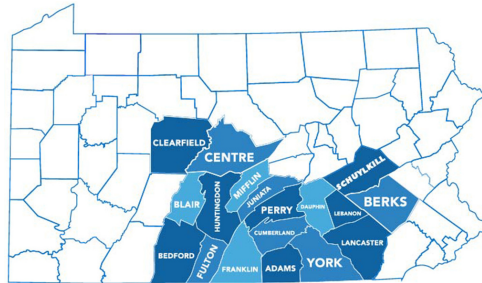 CLEARFIELD
CENTRE
SCHUYLKILL
MIFFLIN
HUNTINGDON
JUNIATA
BLAIR
BERKS
PERRY
DAUPHIN
LEBANON
CUMBERLAND
LANCASTER
BEDFORD
FULTON
FRANKLIN
ADAMS
YORK